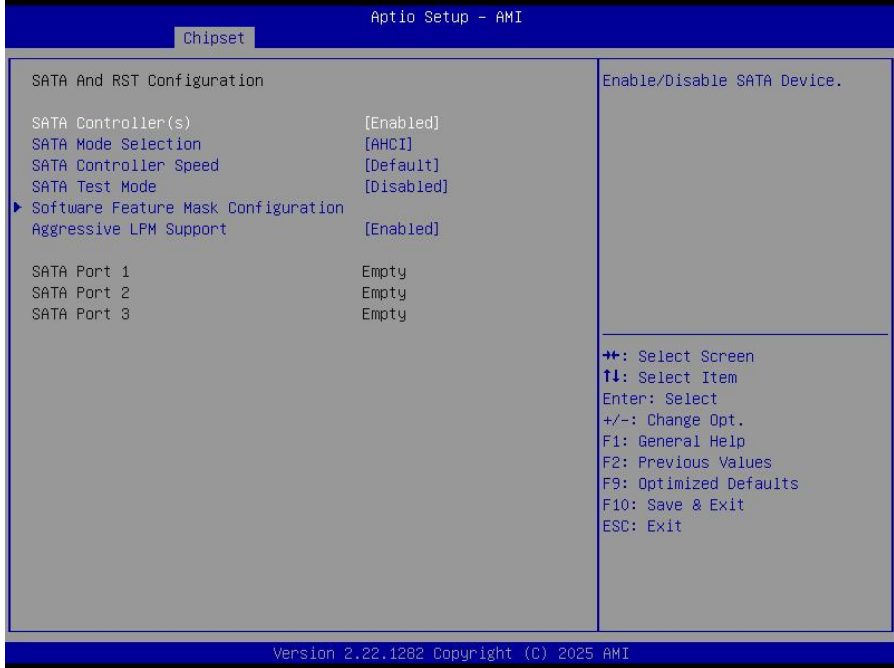 Aptio Setup – AMI
Chipset
SATA And RST Configuration
SATA Controller(s) [Enabled]
SATA Mode Selection [AHCI]
SATA Controller Speed [Default]
SATA Test Mode [Disabled]
Software Feature Mask Configuration
Aggressive LPM Support [Enabled]
SATA Port 1 Empty
SATA Port 2 Empty
SATA Port 3 Empty
Enable/Disable SATA Device.
→←: Select Screen
↑↓: Select Item
Enter: Select
+/-: Change Opt.
F1: General Help
F2: Previous Values
F9: Optimized Defaults
F10: Save & Exit
ESC: Exit
Version 2.22.1282 Copyright (C) 2025 AMI